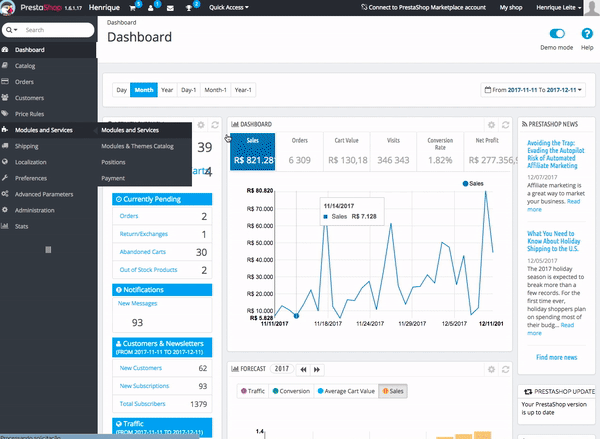 PrestaShop 1.6.1.17 Henrique 5 1 2 Quick Access Connect to PrestaShop Marketplace account My shop Henrique Leite
Search
Dashboard
Dashboard
Demo mode Help
Dashboard
Catalog
Orders
Customers
Price Rules
Modules and Services
Shipping
Localization
Preferences
Advanced Parameters
Administration
Stats
Modules and Services
Modules & Themes Catalog
Positions
Payment
Day Month Year Day-1 Month-1 Year-1
From 2017-11-11 To 2017-12-11
39
4
Currently Pending
Orders 2
Return/Exchanges 1
Abandoned Carts 30
Out of Stock Products 2
Notifications
New Messages
93
Customers & Newsletters
(FROM 2017-11-11 TO 2017-12-11)
New Customers 62
New Subscriptions 93
Total Subscribers 1379
Traffic
(FROM 2017-11-11 TO 2017-12-11)
DASHBOARD
Sales Orders Cart Value Visits Conversion Rate Net Profit
R$ 821.281 6 309 R$ 130,18 346 343 1.82% R$ 277.356,
Sales
R$ 80.820
R$ 70.000
R$ 60.000
R$ 50.000
R$ 40.000
R$ 30.000
R$ 20.000
R$ 10.000
R$ 5.628
11/14/2017
Sales R$ 7.128
11/11/2017 11/18/2017 11/24/2017 11/29/2017 12/5/2017 12/11/201
FORECAST 2017
Traffic Conversion Average Cart Value Sales
1.4
PRESTASHOP NEWS
Avoiding the Trap:
Evading the Autopilot
Risk of Automated
Affiliate Marketing
12/07/2017
Affiliate marketing is
a great way to market
your business. Read
more
What You Need to
Know About Holiday
Shipping to the U.S.
12/05/2017
The 2017 holiday
season is expected to
break more than a
few records. For the
first time ever,
holiday shoppers plan
on spending most of
their budg... Read
more
Find more news
PRESTASHOP UPDATE
Your PrestaShop version
is up to date